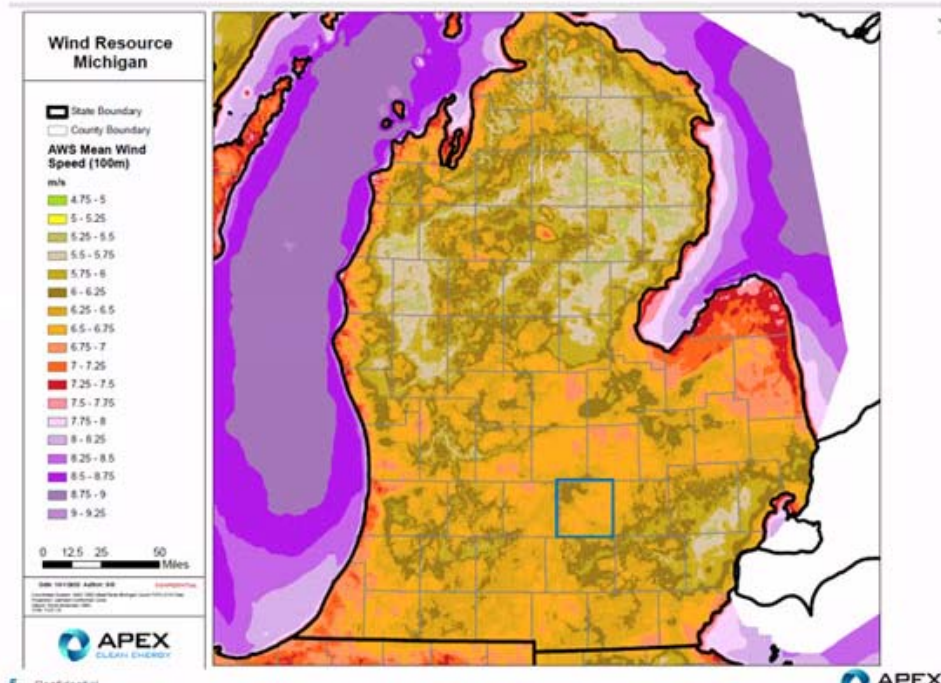 Wind Resource
Michigan
State Boundary
County Boundary
AWS Mean Wind
Speed (100m)
m/s
4.75 - 5
5 - 5.25
5.25 - 5.5
5.5 - 5.75
5.75 - 6
6 - 6.25
6.25 - 6.5
6.5 - 6.75
6.75 - 7
7 - 7.25
7.25 - 7.5
7.5 - 7.75
7.75 - 8
8 - 8.25
8.25 - 8.5
8.5 - 8.75
8.75 - 9
9 - 9.25
0 12.5 25 50
Miles
APEX
CLEAN ENERGY
Confidential
APEX